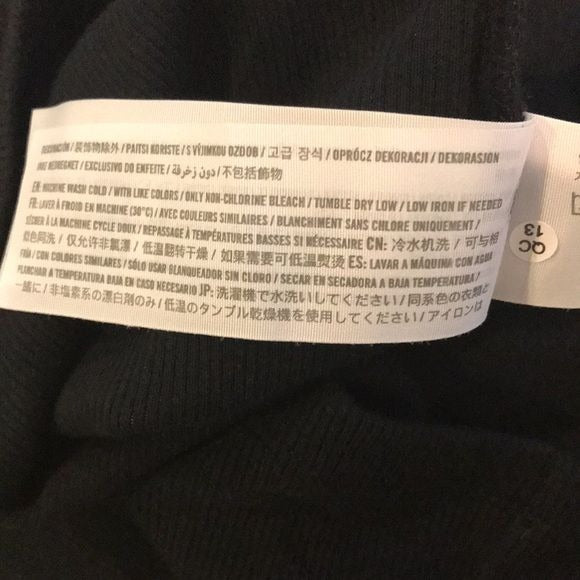 DECORACIÓN / 装饰物除外 / PAITSI KORISTE / S VÝJIMKOU OZDOB / 고급 장식 / OPRÓCZ DEKORACJI / DEKORASJON
IKKE BEREGNET / EXCLUSIVO DO ENFEITE / دون زخرفة / 不包括飾物
EN: MACHINE WASH COLD / WITH LIKE COLORS / ONLY NON-CHLORINE BLEACH / TUMBLE DRY LOW / LOW IRON IF NEEDED
FR: LAVER À FROID EN MACHINE (30°C) / AVEC COULEURS SIMILAIRES / BLANCHIMENT SANS CHLORE UNIQUEMENT /
SÉCHER À LA MACHINE CYCLE DOUX / REPASSAGE À TEMPÉRATURES BASSES SI NÉCESSAIRE CN: 冷水机洗 / 可与相
似色同洗 / 仅允许非氯漂 / 低温翻转干燥 / 如果需要可低温熨烫 ES: LAVAR A MÁQUINA CON AGUA
FRÍA / CON COLORES SIMILARES / SÓLO USAR BLANQUEADOR SIN CLORO / SECAR EN SECADORA A BAJA TEMPERATURA /
PLANCHAR A TEMPERATURA BAJA EN CASO NECESARIO JP: 洗濯機で水洗いしてください / 同系色の衣類と
一緒に / 非塩素系の漂白剤のみ / 低温のタンブル乾燥機を使用してください / アイロンは
QC
13